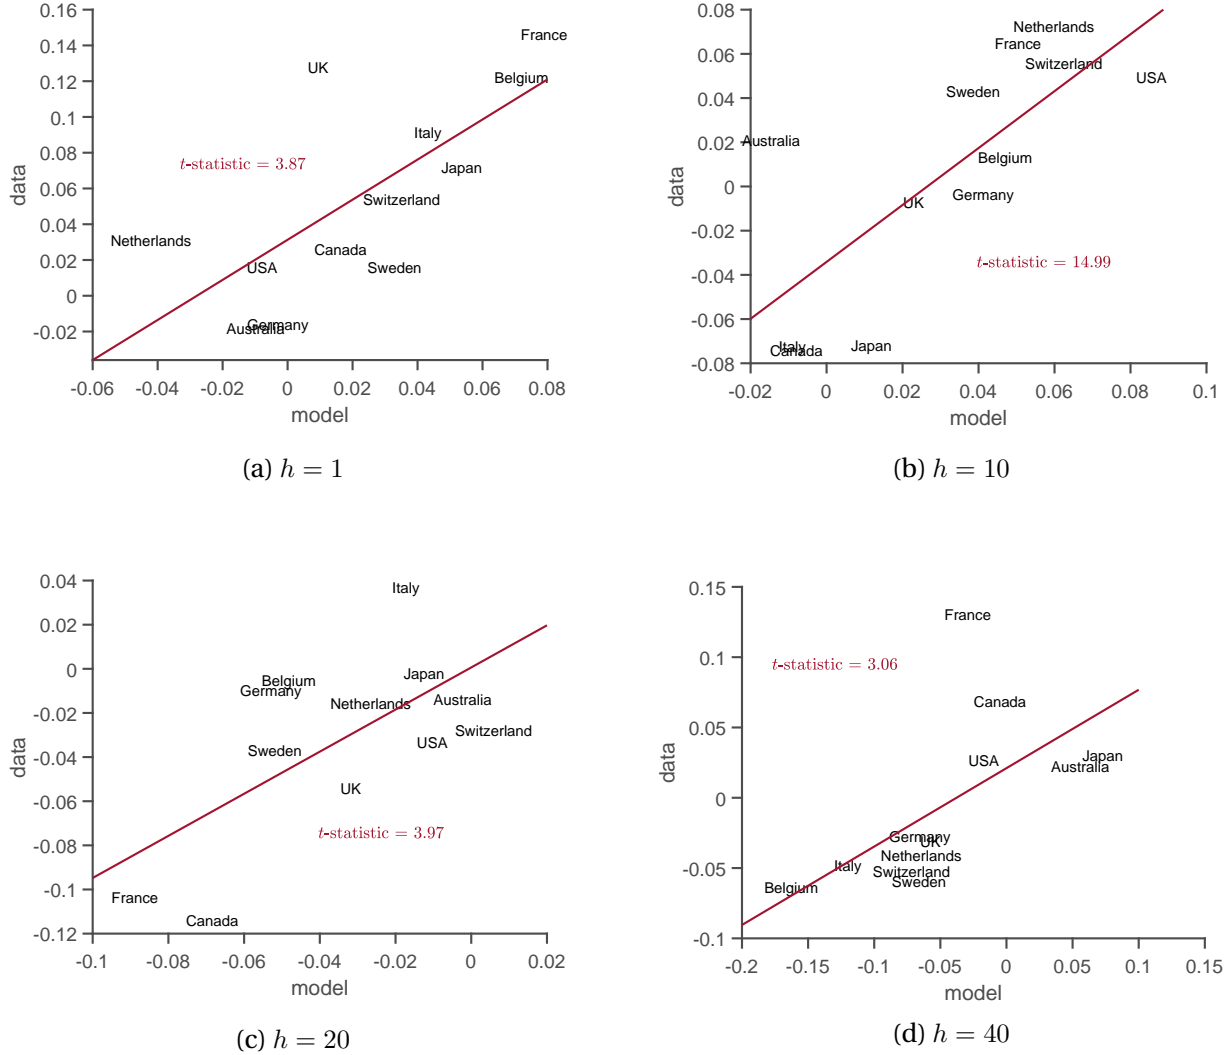 0.16
0.14
0.12
0.1
0.08
0.06
0.04
0.02
0
-0.02
data
France
UK
Belgium
Italy
t-statistic = 3.87
Japan
Switzerland
Netherlands
Canada
USA
Sweden
Germany
Australia
-0.06 -0.04 -0.02 0 0.02 0.04 0.06 0.08
model
(a) h = 1
0.08
0.06
0.04
0.02
0
-0.02
-0.04
-0.06
-0.08
data
Netherlands
France
Switzerland
USA
Sweden
Australia
Belgium
Germany
UK
t-statistic = 14.99
Italy
Canada
Japan
-0.02 0 0.02 0.04 0.06 0.08 0.1
model
(b) h = 10
0.04
0.02
0
-0.02
-0.04
-0.06
-0.08
-0.1
-0.12
data
Italy
Japan
Belgium
Germany
Netherlands
Australia
Switzerland
USA
Sweden
UK
t-statistic = 3.97
France
Canada
-0.1 -0.08 -0.06 -0.04 -0.02 0 0.02
model
(c) h = 20
0.15
0.1
0.05
0
-0.05
-0.1
data
France
t-statistic = 3.06
Canada
USA
Japan
Australia
Germany
UK
Netherlands
Italy
Switzerland
Sweden
Belgium
-0.2 -0.15 -0.1 -0.05 0 0.05 0.1 0.15
model
(d) h = 40